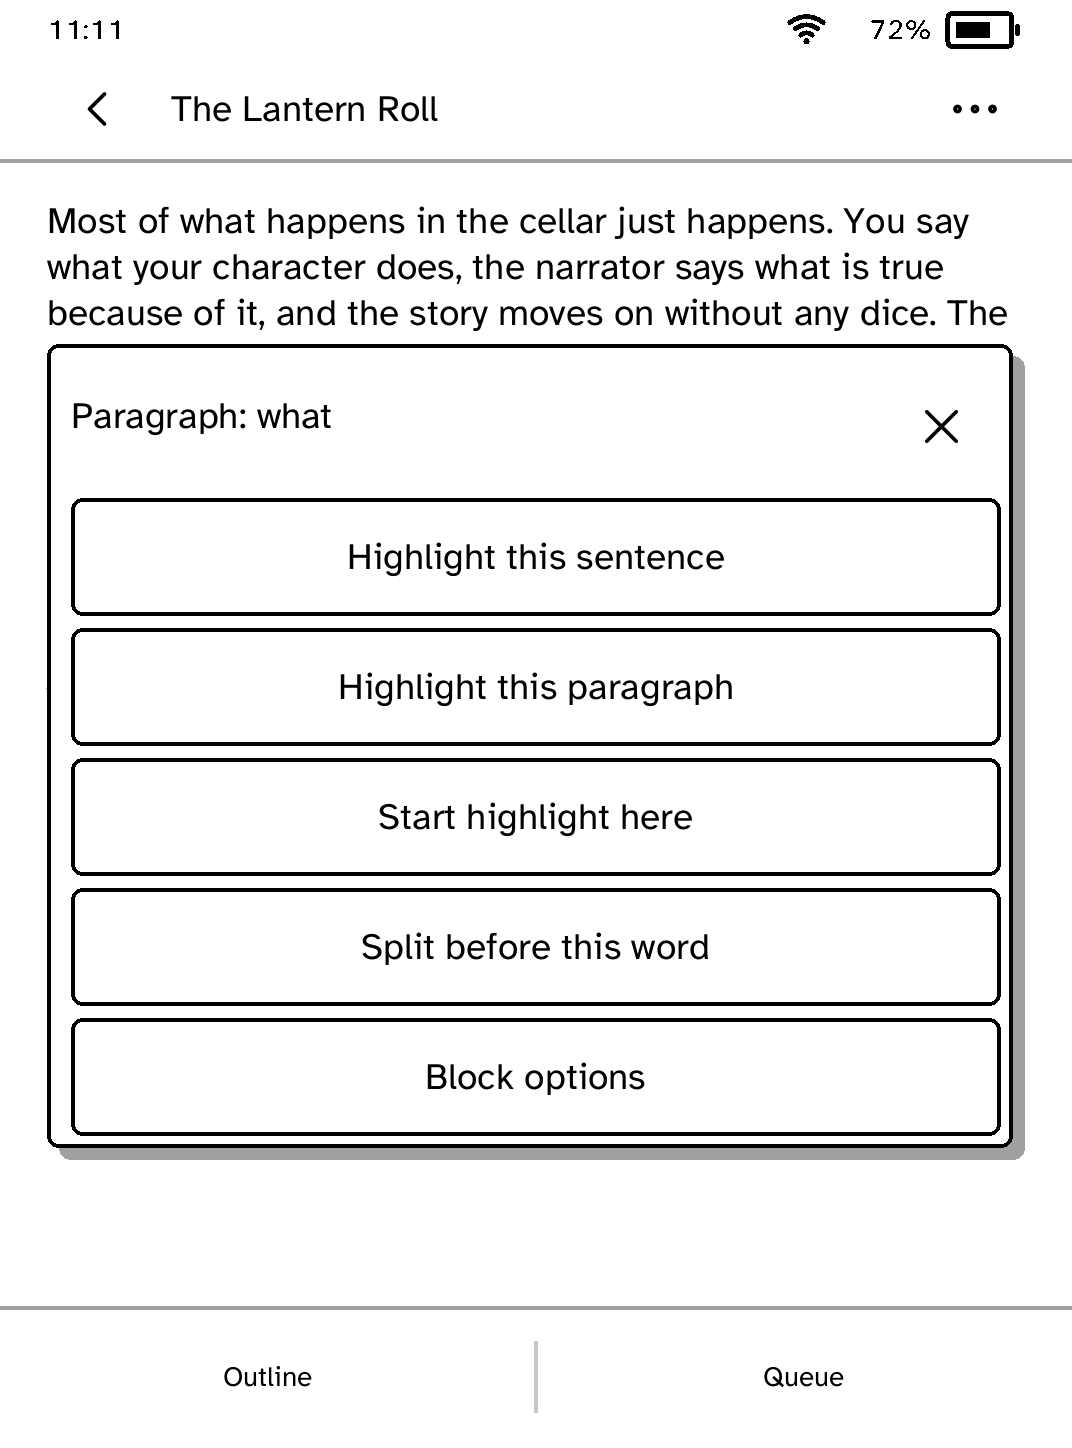 11:11
72%
The Lantern Roll
Most of what happens in the cellar just happens. You say
what your character does, the narrator says what is true
because of it, and the story moves on without any dice. The
Paragraph: what
Highlight this sentence
Highlight this paragraph
Start highlight here
Split before this word
Block options
Outline
Queue